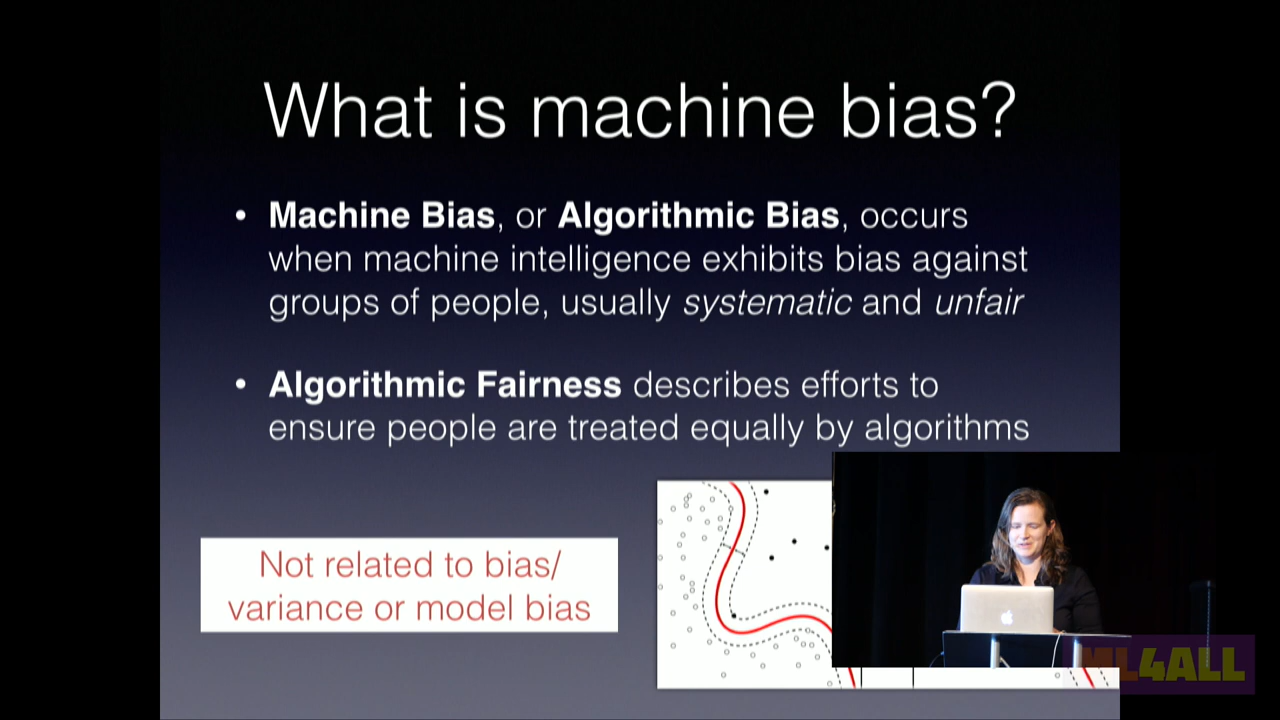 What is machine bias?
• Machine Bias, or Algorithmic Bias, occurs
when machine intelligence exhibits bias against
groups of people, usually systematic and unfair
• Algorithmic Fairness describes efforts to
ensure people are treated equally by algorithms
Not related to bias/
variance or model bias
ML4ALL